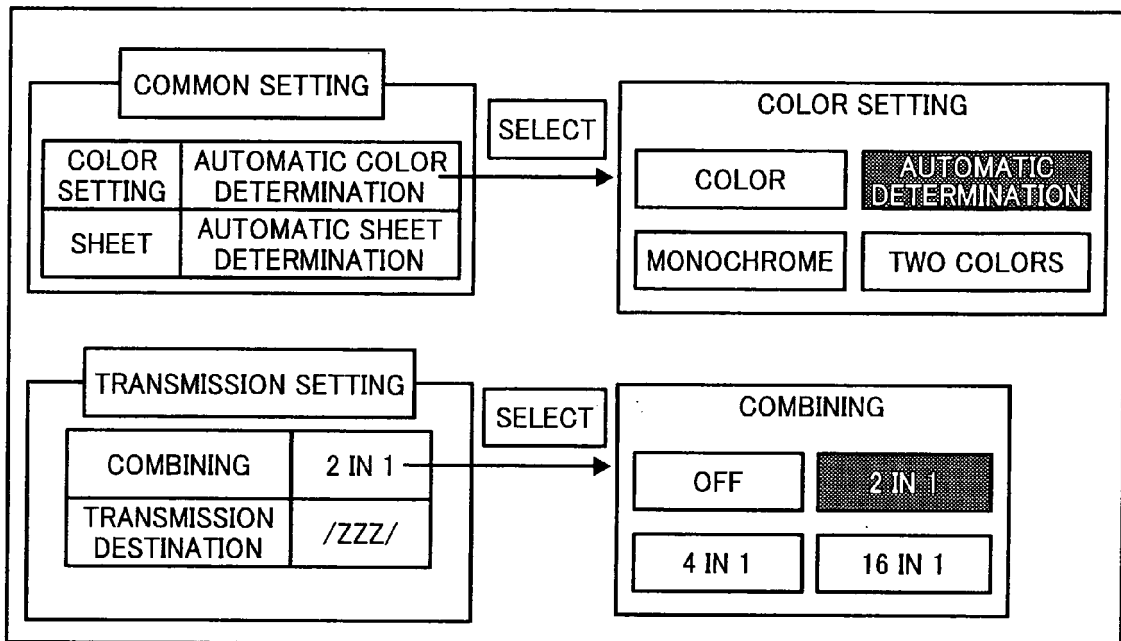 COMMON SETTING
COLOR
SETTING
AUTOMATIC COLOR
DETERMINATION
SHEET
AUTOMATIC SHEET
DETERMINATION
SELECT
COLOR SETTING
COLOR
AUTOMATIC
DETERMINATION
MONOCHROME
TWO COLORS
TRANSMISSION SETTING
COMBINING
2 IN 1
TRANSMISSION
DESTINATION
/ZZZ/
SELECT
COMBINING
OFF
2 IN 1
4 IN 1
16 IN 1